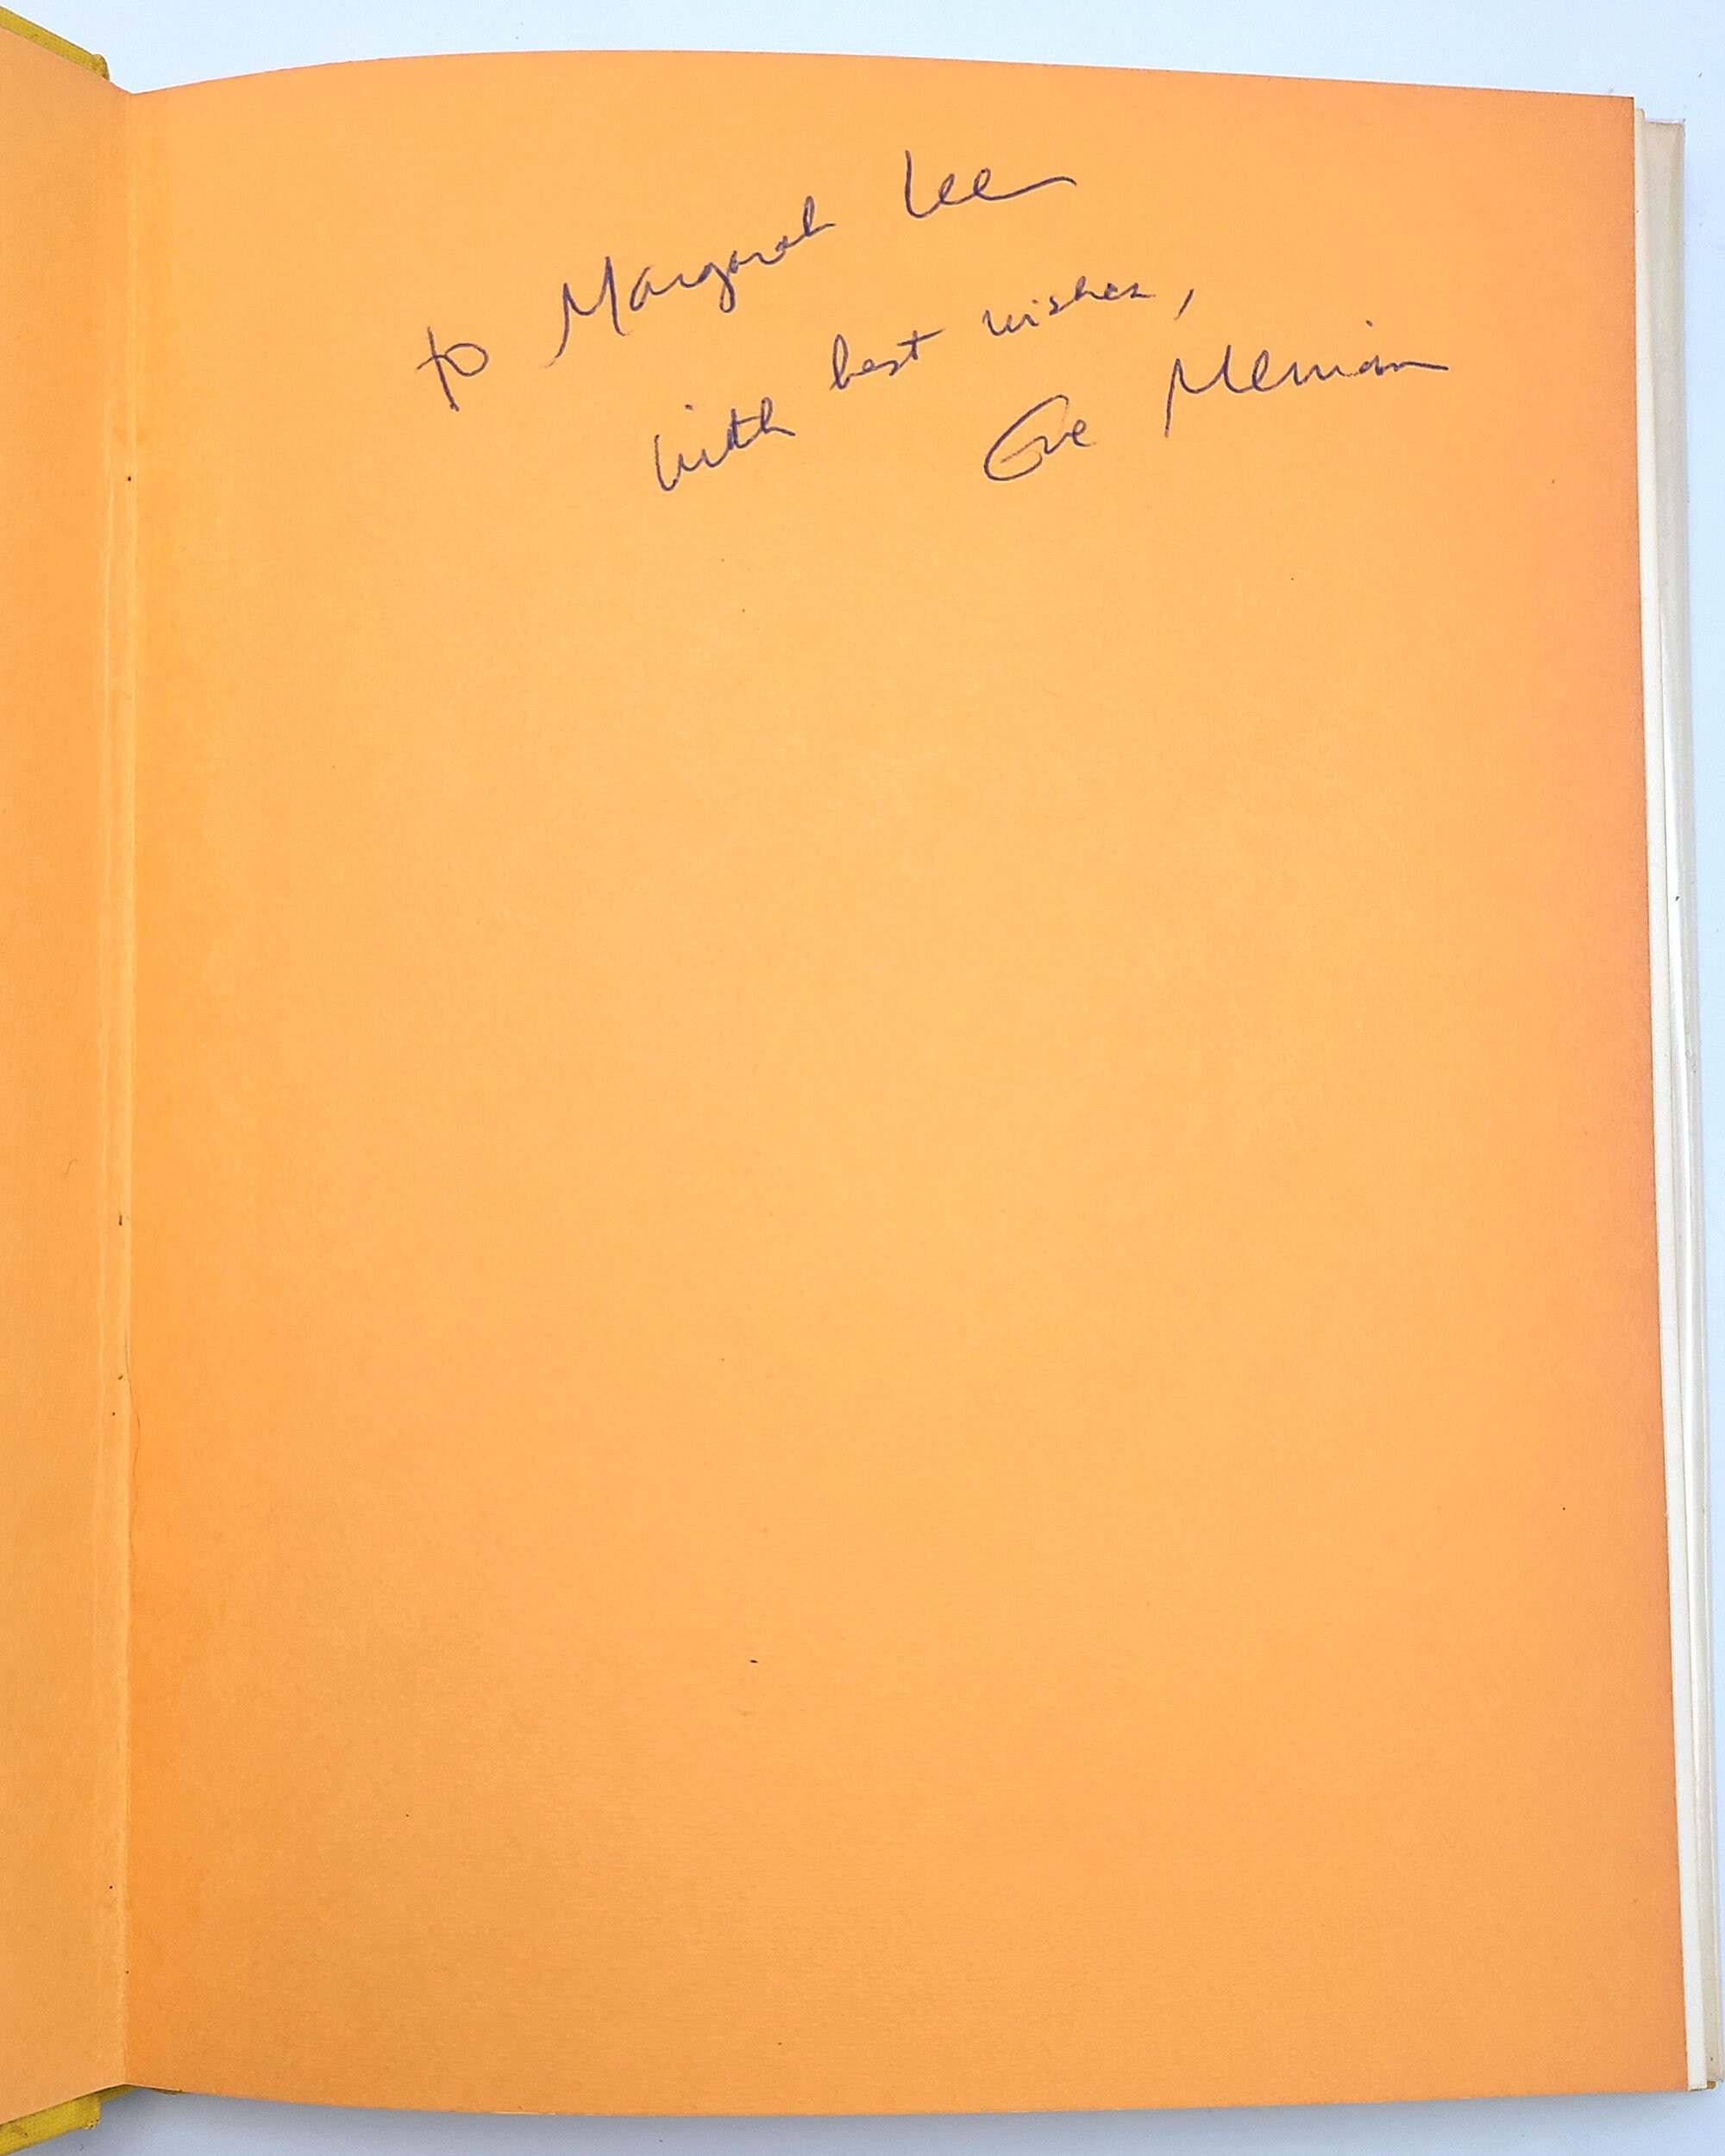 to Margaret Lee
with best wishes,
Eve Merriam